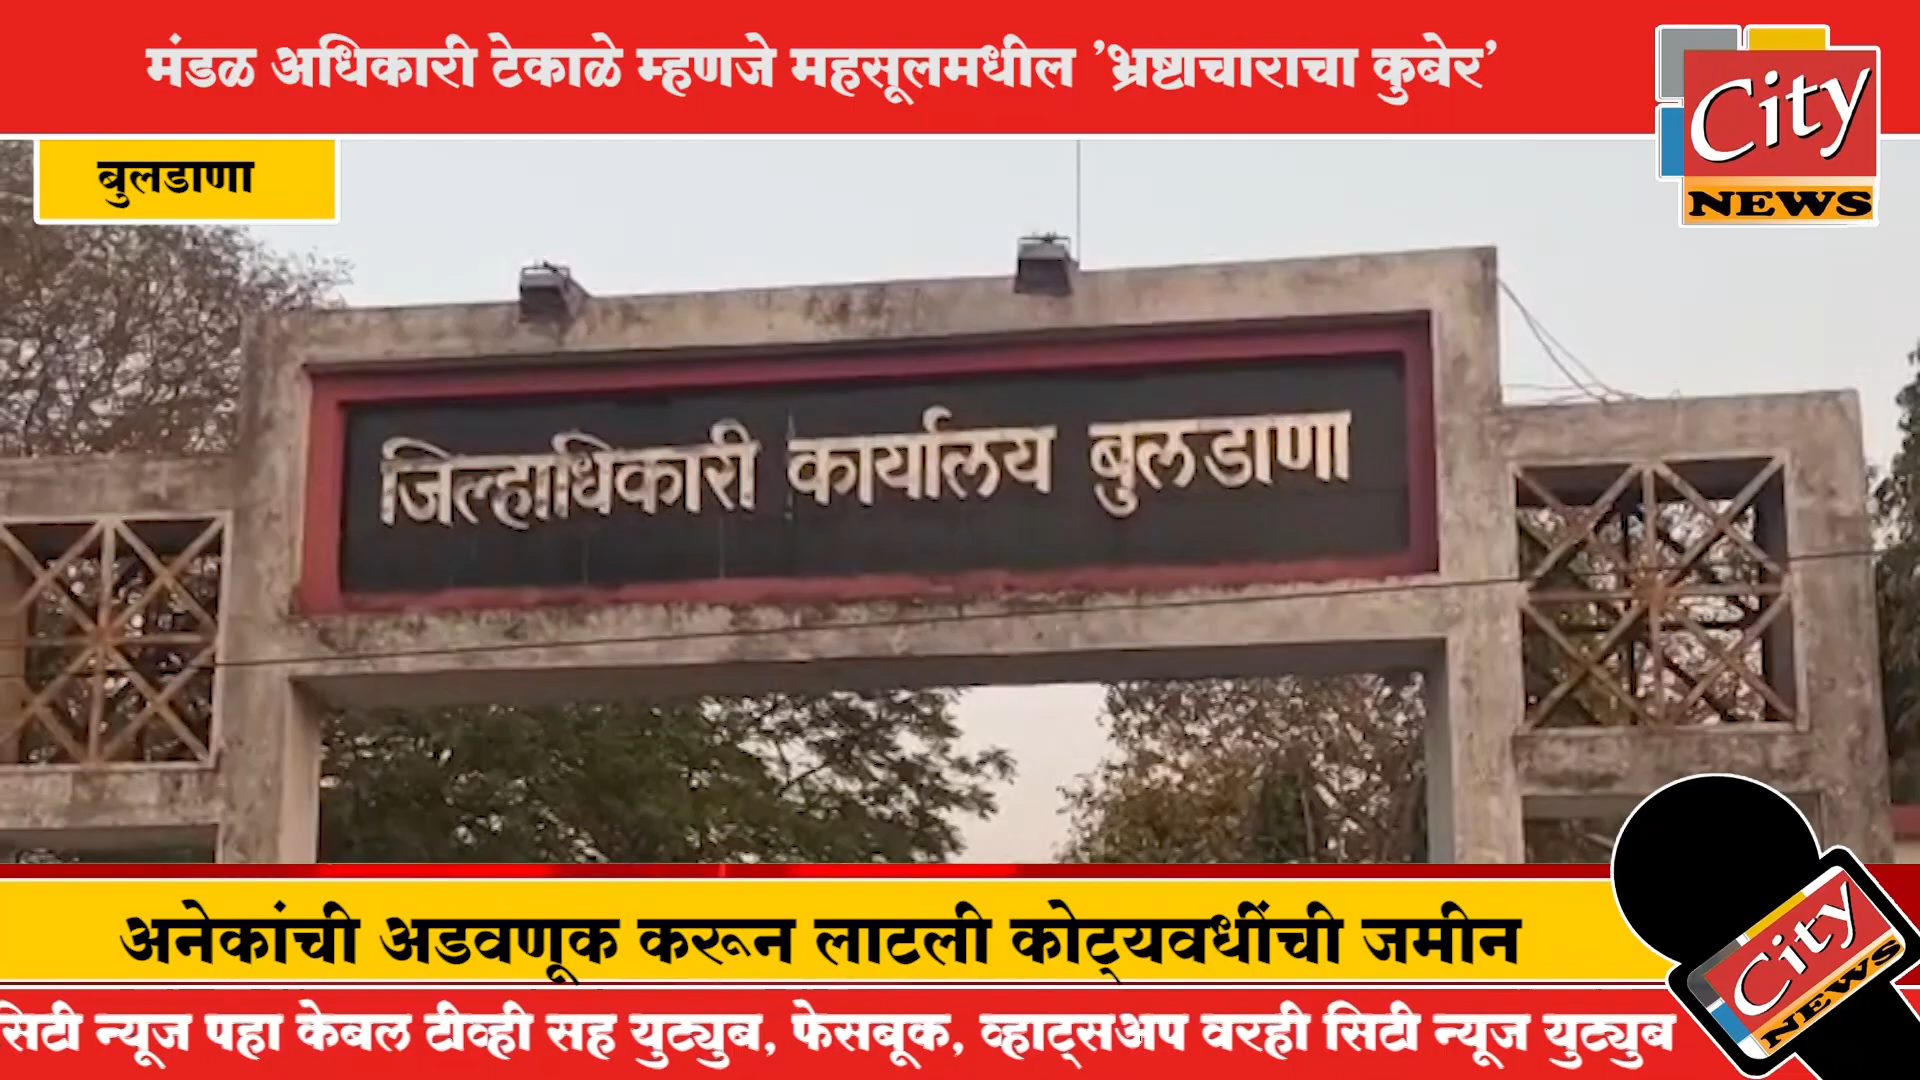 मंडळ अधिकारी टेकाळे म्हणजे महसूलमधील 'भ्रष्टाचाराचा कुबेर'
City
NEWS
बुलडाणा
जिल्हाधिकारी कार्यालय बुलडाणा
अनेकांची अडवणूक करून लाटली कोट्यवधींची जमीन
City
NEWS
सिटी न्यूज पहा केबल टीव्ही सह युट्युब, फेसबूक, व्हाट्सअप वरही सिटी न्यूज युट्युब